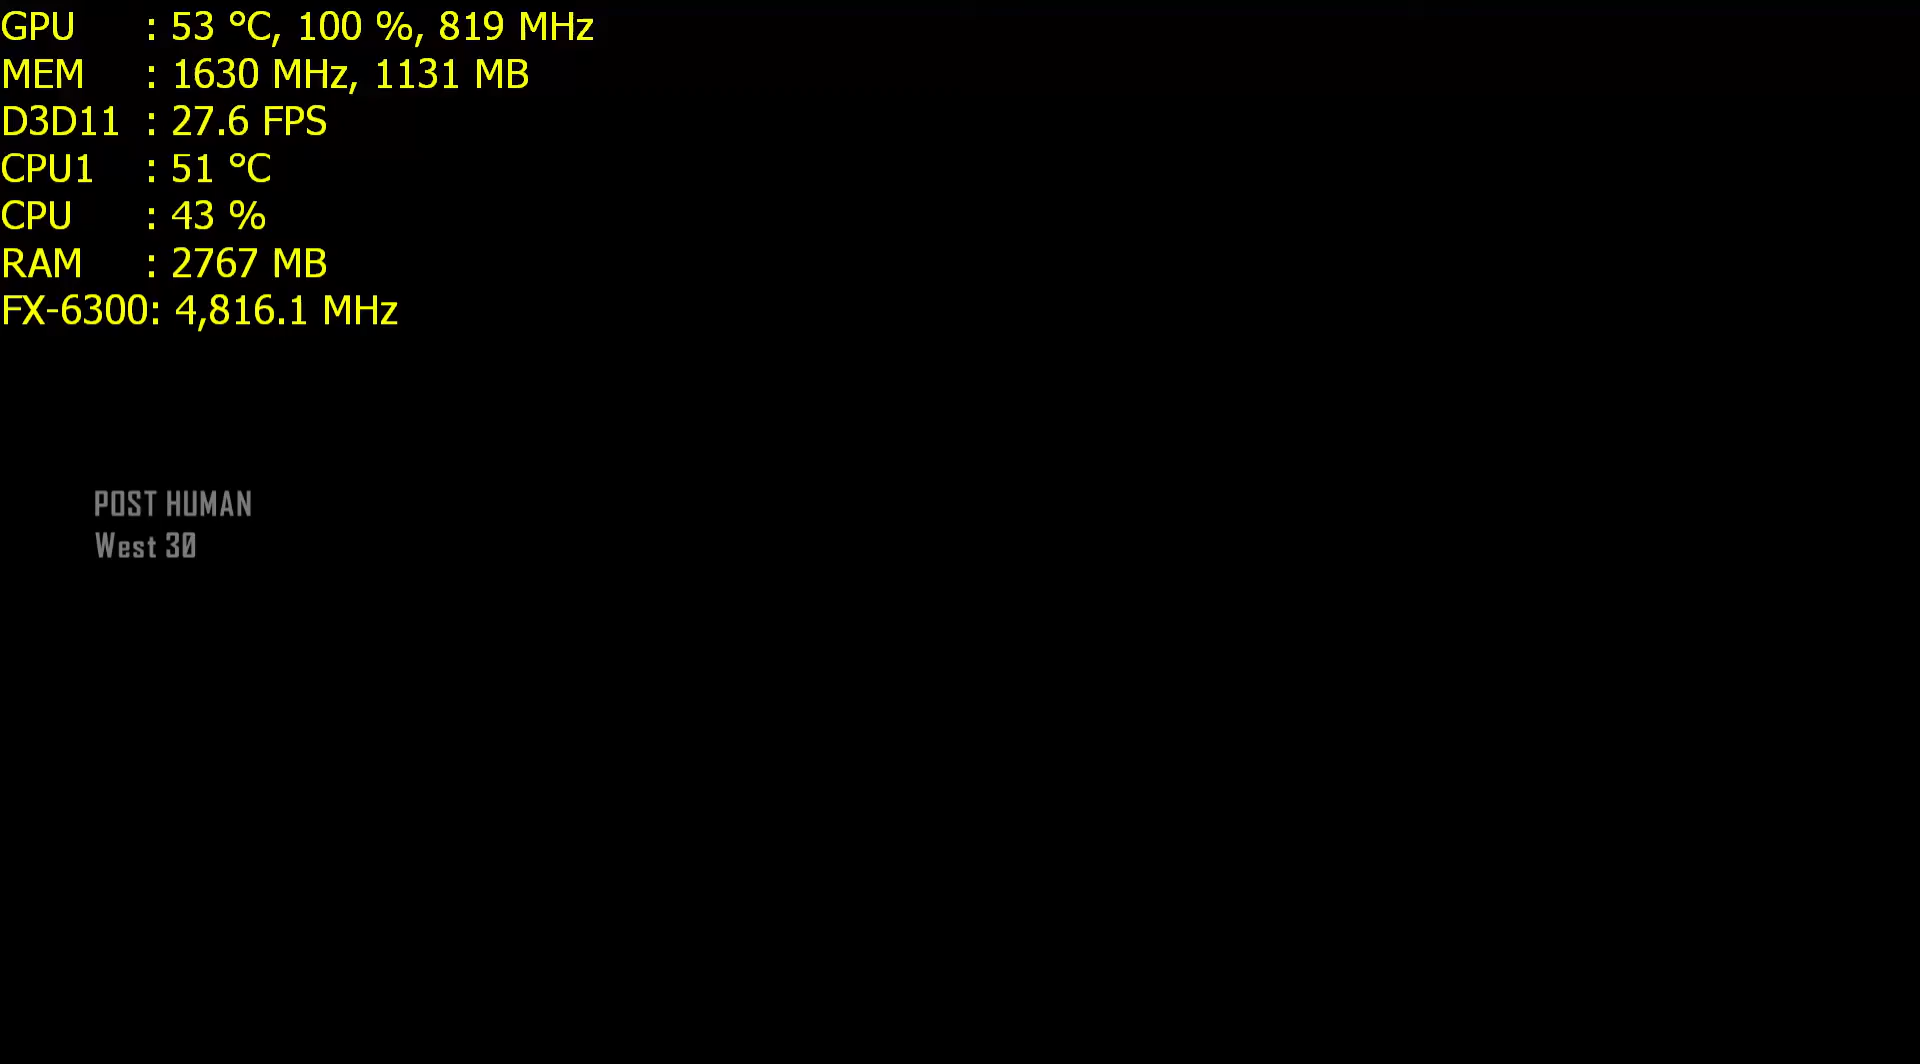 GPU : 53 °C, 100 %, 819 MHz
MEM : 1630 MHz, 1131 MB
D3D11 : 27.6 FPS
CPU1 : 51 °C
CPU : 43 %
RAM : 2767 MB
FX-6300: 4,816.1 MHz
POST HUMAN
West 30